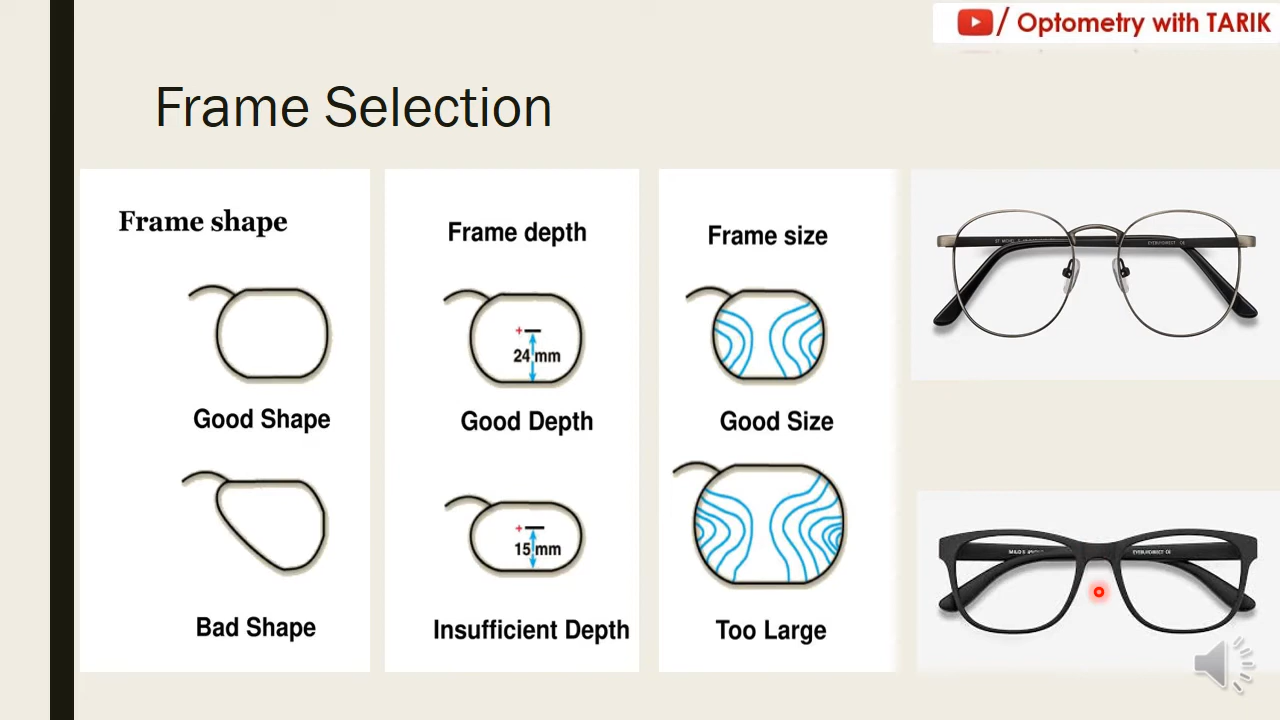 / Optometry with TARIK
Frame Selection
Frame shape
Good Shape
Bad Shape
Frame depth
+
24 mm
Good Depth
+
15 mm
Insufficient Depth
Frame size
Good Size
Too Large